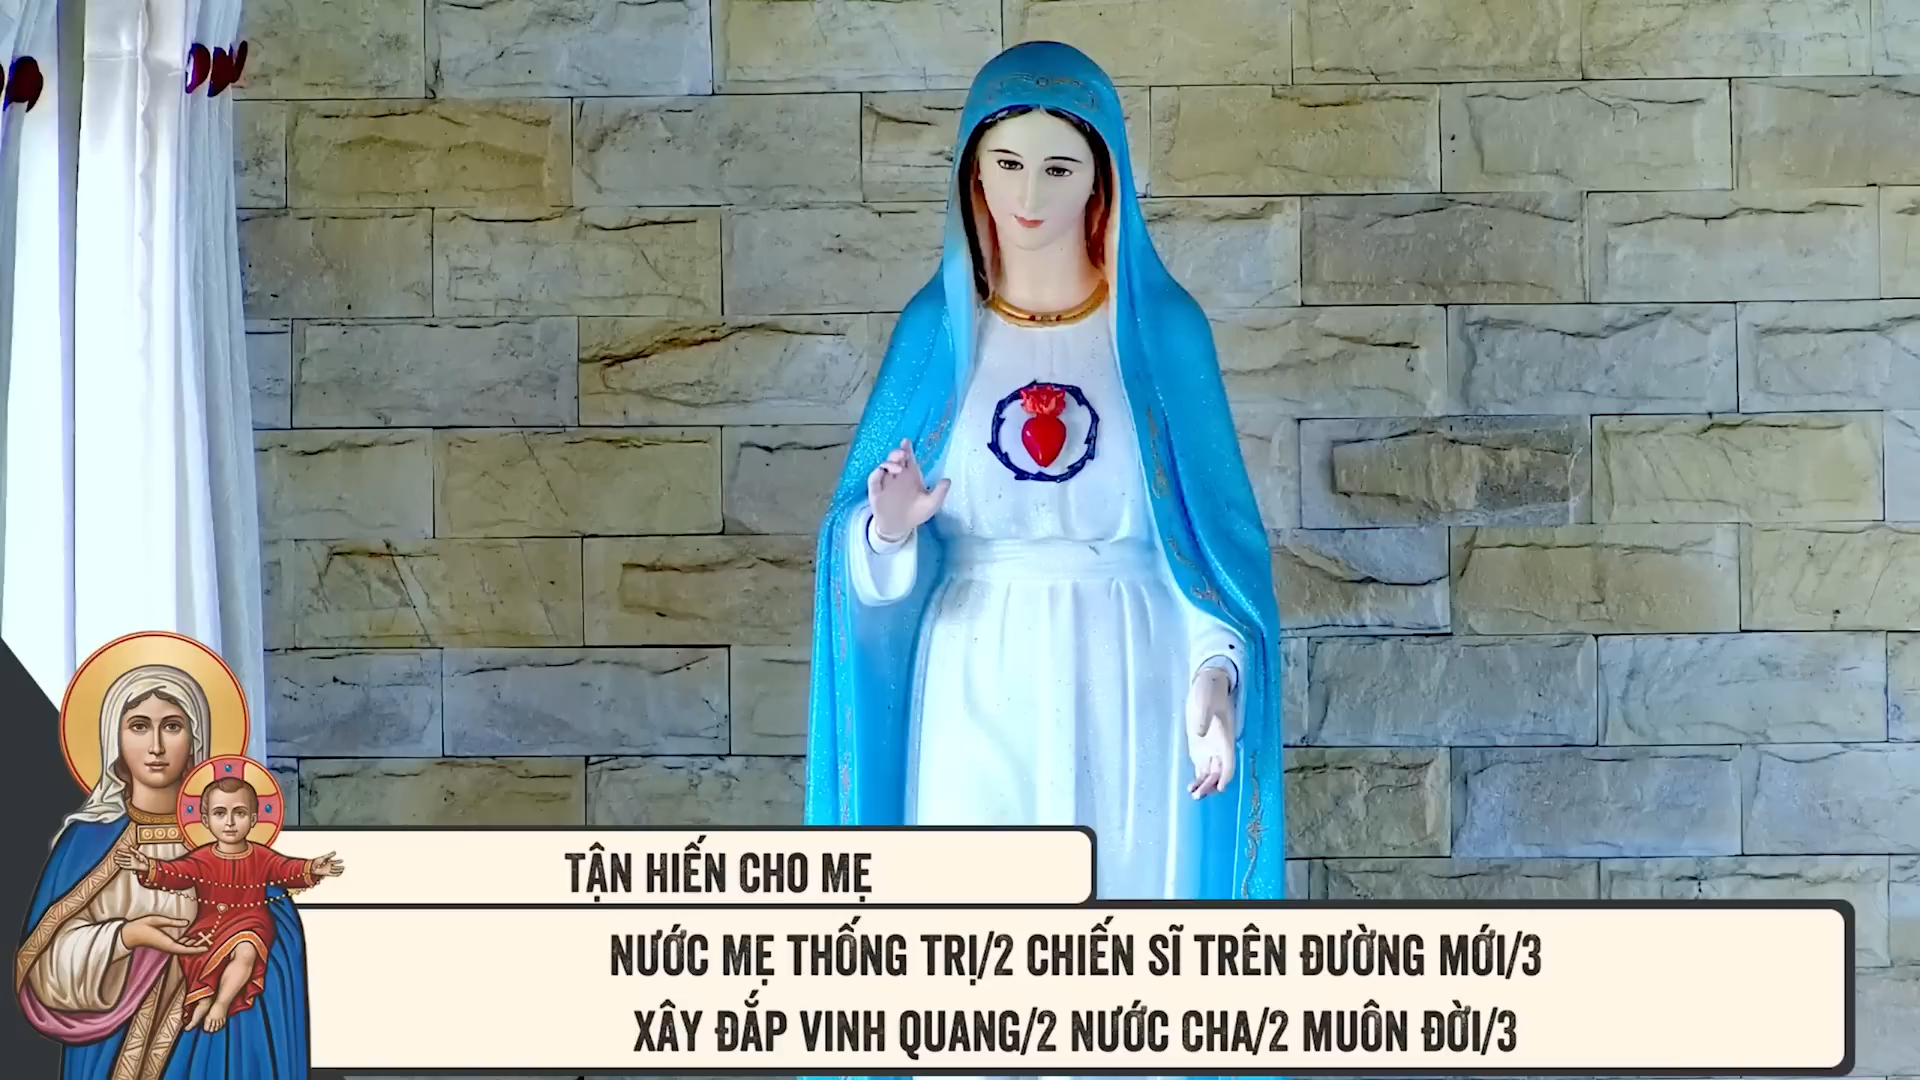 TẬN HIẾN CHO MẸ
NƯỚC MẸ THỐNG TRỊ/2 CHIẾN SĨ TRÊN ĐƯỜNG MỚI/3
XÂY ĐẮP VINH QUANG/2 NƯỚC CHA/2 MUÔN ĐỜI/3